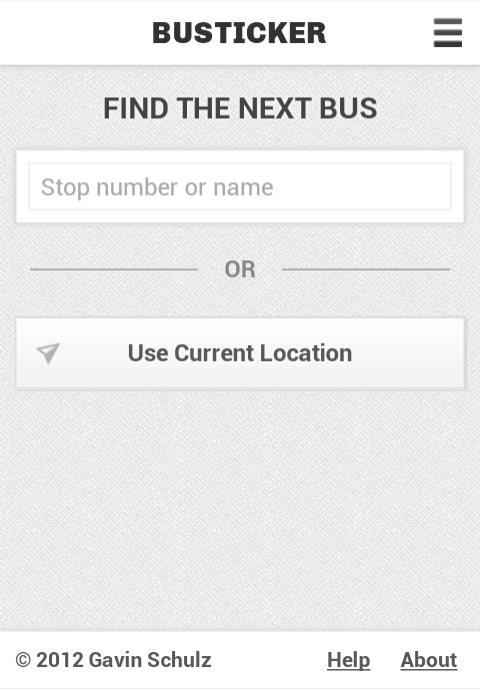 BUSTICKER
FIND THE NEXT BUS
Stop number or name
OR
Use Current Location
© 2012 Gavin Schulz Help About